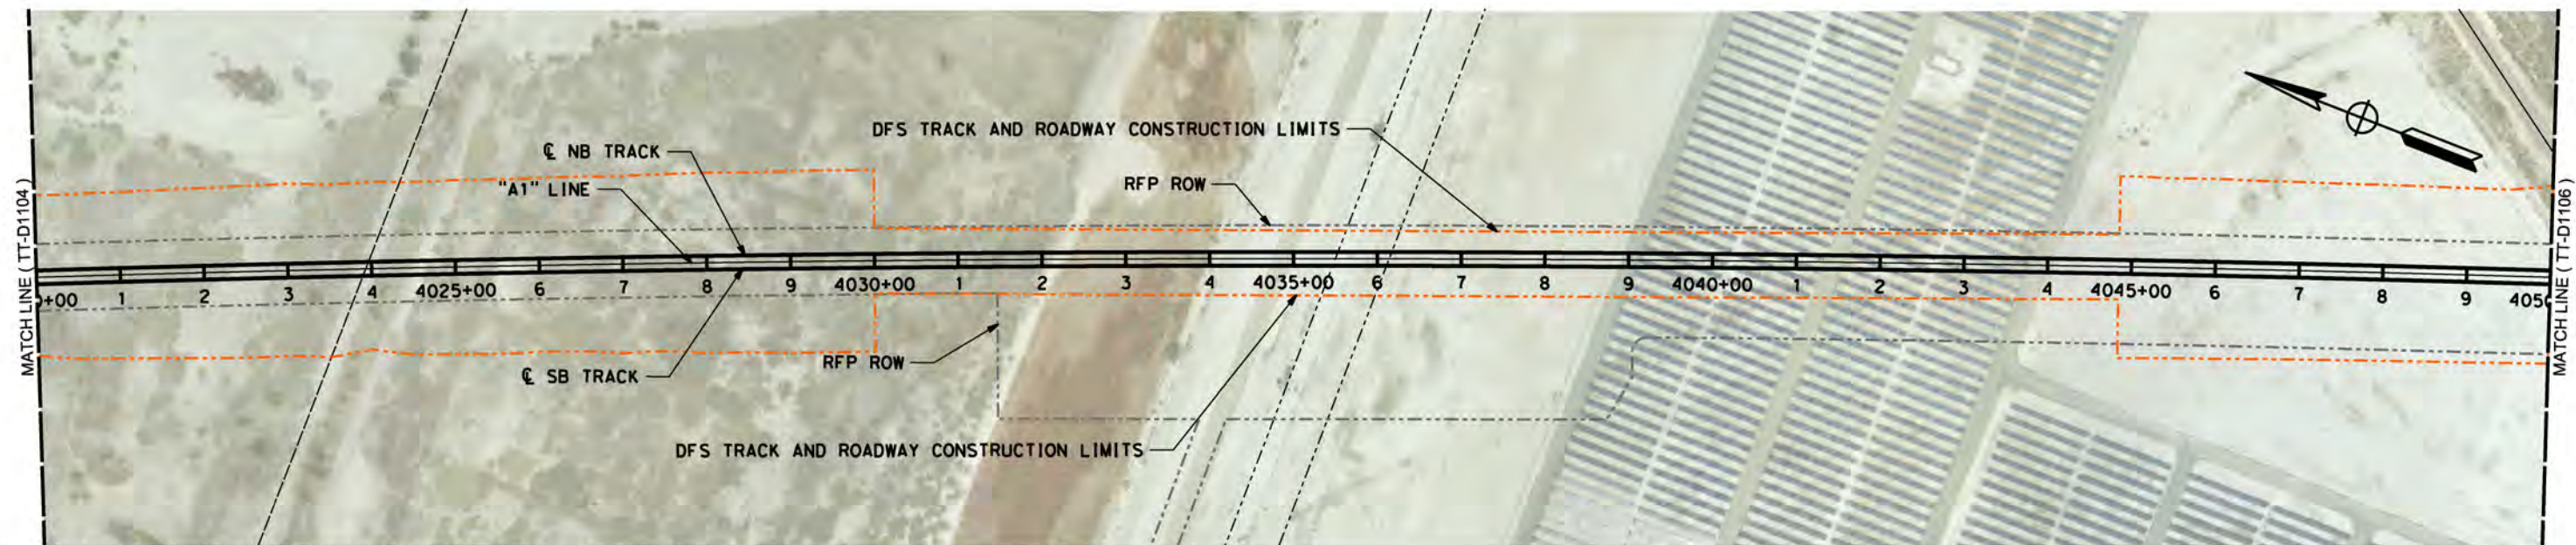 DFS TRACK AND ROADWAY CONSTRUCTION LIMITS
℄ NB TRACK
"A1" LINE
RFP ROW
MATCH LINE ( TT-D1104 )
MATCH LINE ( TT-D1106 )
0+00 1 2 3 4 4025+00 6 7 8 9 4030+00 1 2 3 4 4035+00 6 7 8 9 4040+00 1 2 3 4 4045+00 6 7 8 9 4050
RFP ROW
℄ SB TRACK
DFS TRACK AND ROADWAY CONSTRUCTION LIMITS